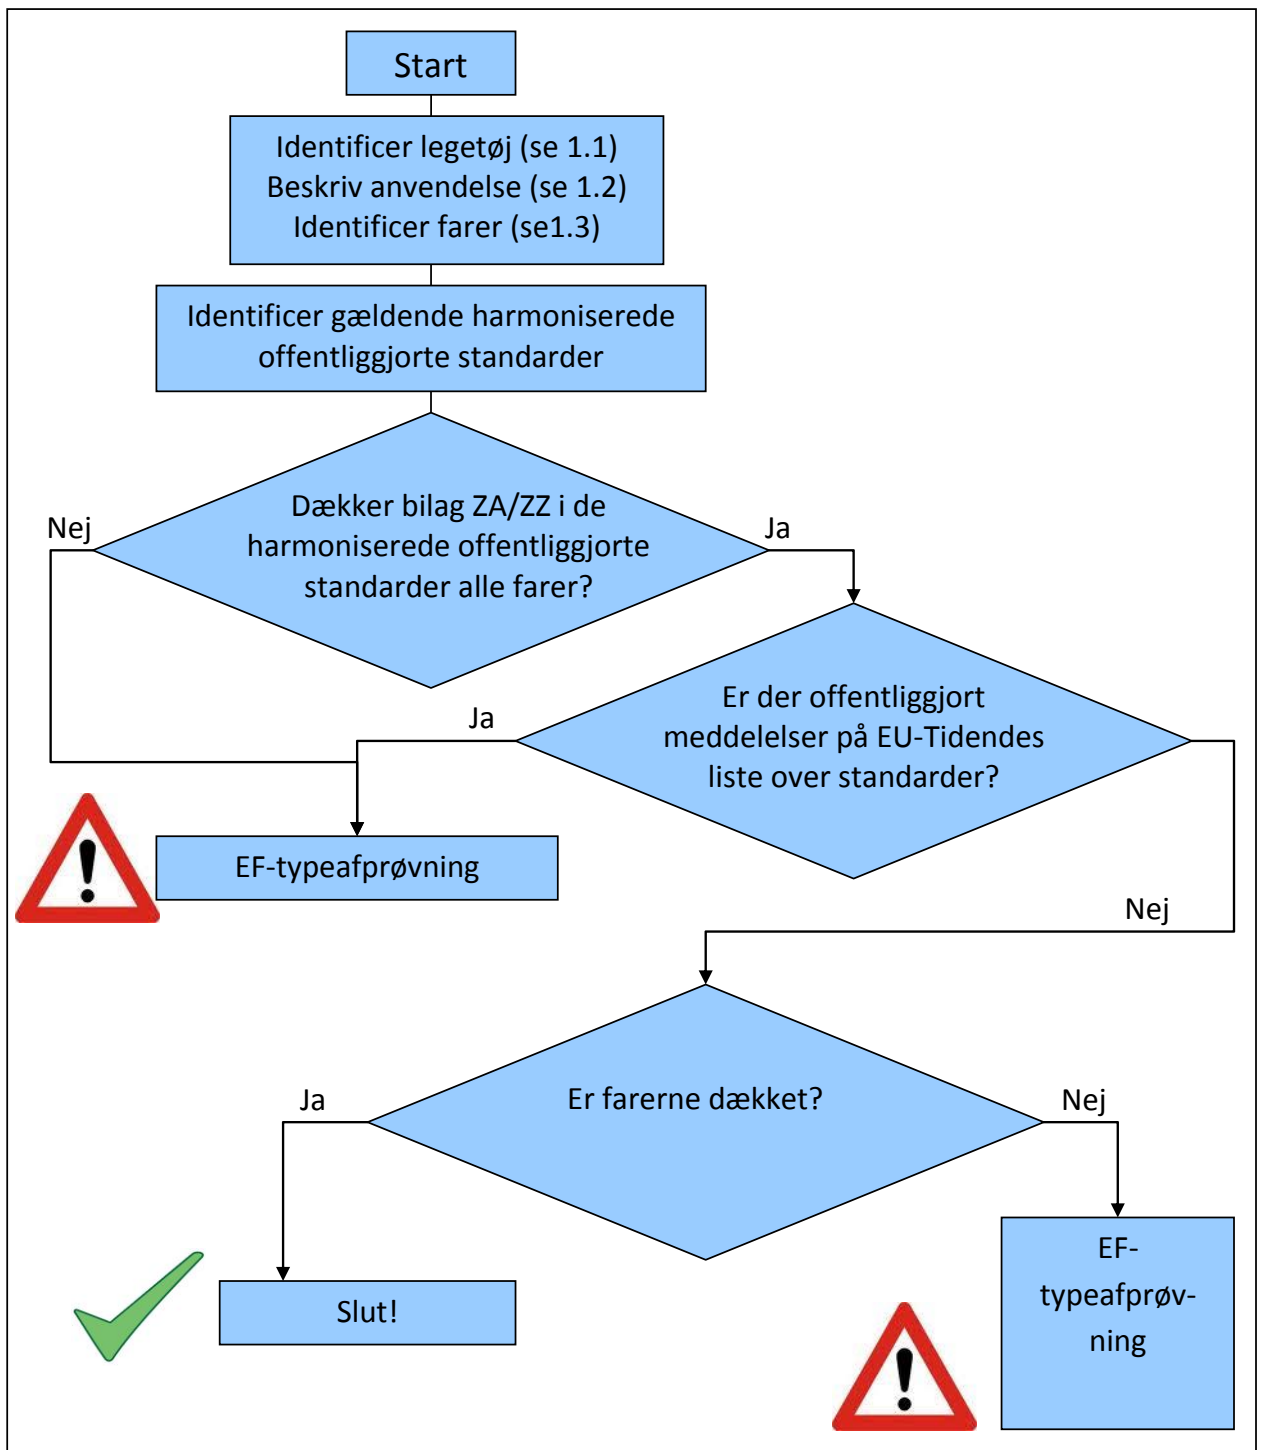 Start
Identificer legetøj (se 1.1)
Beskriv anvendelse (se 1.2)
Identificer farer (se1.3)
Identificer gældende harmoniserede
offentliggjorte standarder
Dækker bilag ZA/ZZ i de
harmoniserede offentliggjorte
standarder alle farer?
Nej
Ja
Er der offentliggjort
meddelelser på EU-Tidendes
liste over standarder?
Ja
EF-typeafprøvning
Nej
Er farerne dækket?
Ja
Nej
Slut!
EF-
typeafprøv-
ning